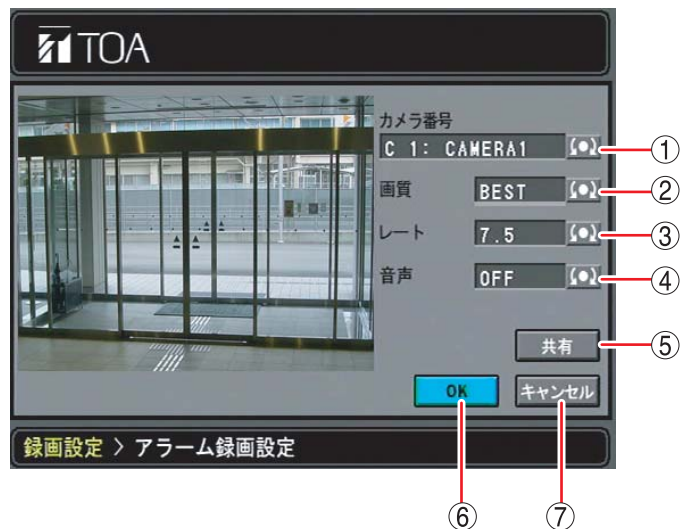 TOA
カメラ番号
C 1: CAMERA1
①
画質
BEST
②
レート
7.5
③
音声
OFF
④
共有
⑤
OK
キャンセル
録画設定 > アラーム録画設定
⑥
⑦